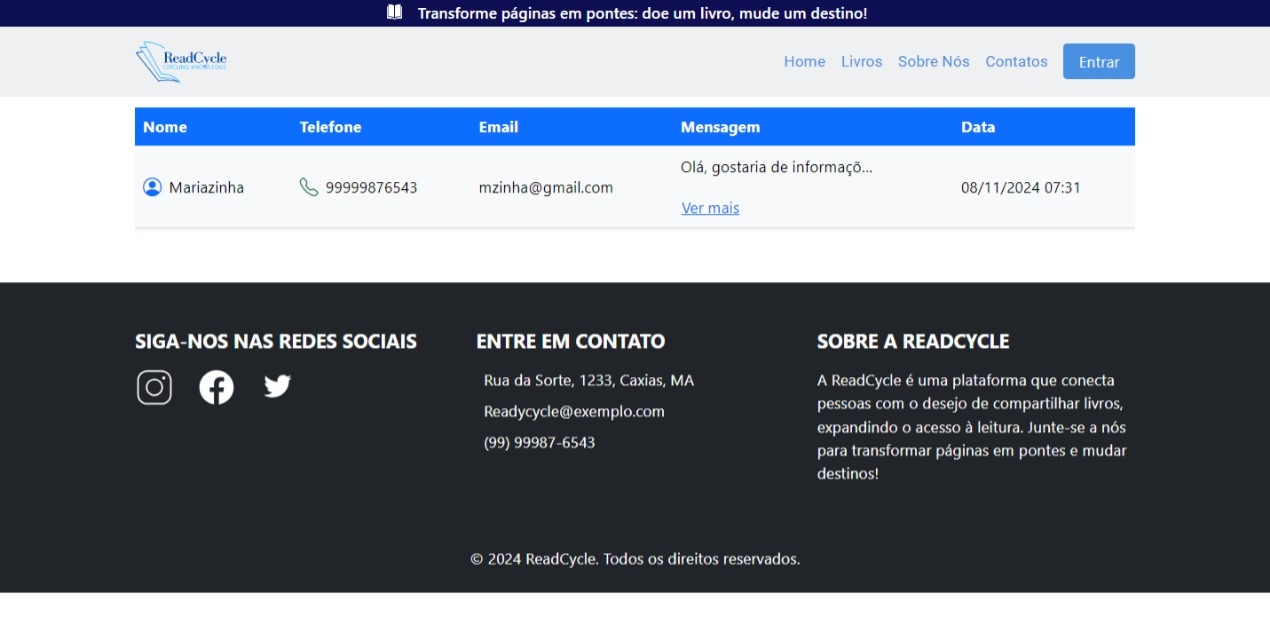 Transforme páginas em pontes: doe um livro, mude um destino!
ReadCycle
CIRCLING KNOWLEDGE
Home Livros Sobre Nós Contatos Entrar
Nome Telefone Email Mensagem Data
Mariazinha 99999876543 mzinha@gmail.com Olá, gostaria de informaçõ... 08/11/2024 07:31
Ver mais
SIGA-NOS NAS REDES SOCIAIS
ENTRE EM CONTATO
Rua da Sorte, 1233, Caxias, MA
Readycycle@exemplo.com
(99) 99987-6543
SOBRE A READCYCLE
A ReadCycle é uma plataforma que conecta
pessoas com o desejo de compartilhar livros,
expandindo o acesso à leitura. Junte-se a nós
para transformar páginas em pontes e mudar
destinos!
© 2024 ReadCycle. Todos os direitos reservados.